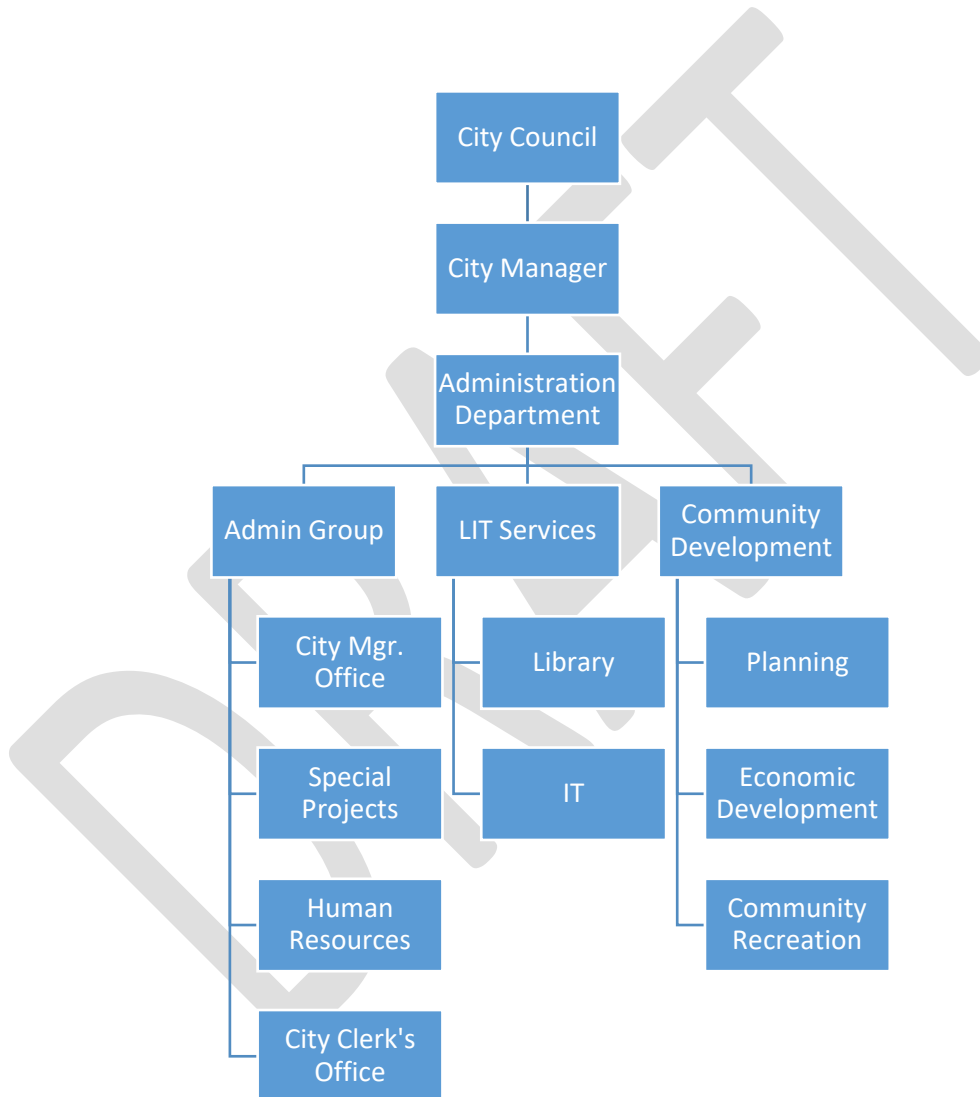 City Council
City Manager
Administration
Department
Admin Group
LIT Services
Community
Development
City Mgr.
Office
Library
Planning
Special
Projects
IT
Economic
Development
Human
Resources
Community
Recreation
City Clerk's
Office
DRAFT